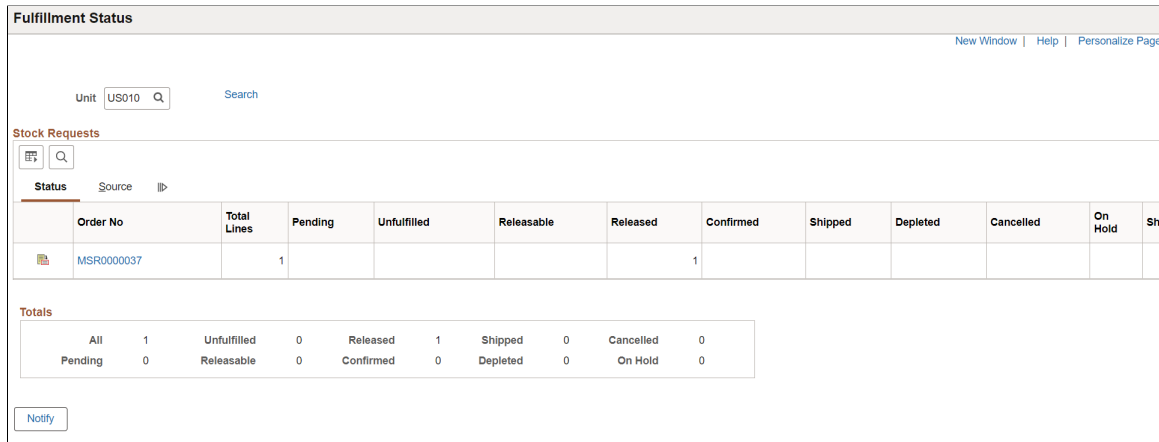 Fulfillment Status
New Window | Help | Personalize Page
Unit US010 Search
Stock Requests
Status Source
Order No Total Lines Pending Unfulfilled Releasable Released Confirmed Shipped Depleted Cancelled On Hold Sh
MSR0000037 1 1
Totals
All 1 Unfulfilled 0 Released 1 Shipped 0 Cancelled 0
Pending 0 Releasable 0 Confirmed 0 Depleted 0 On Hold 0
Notify